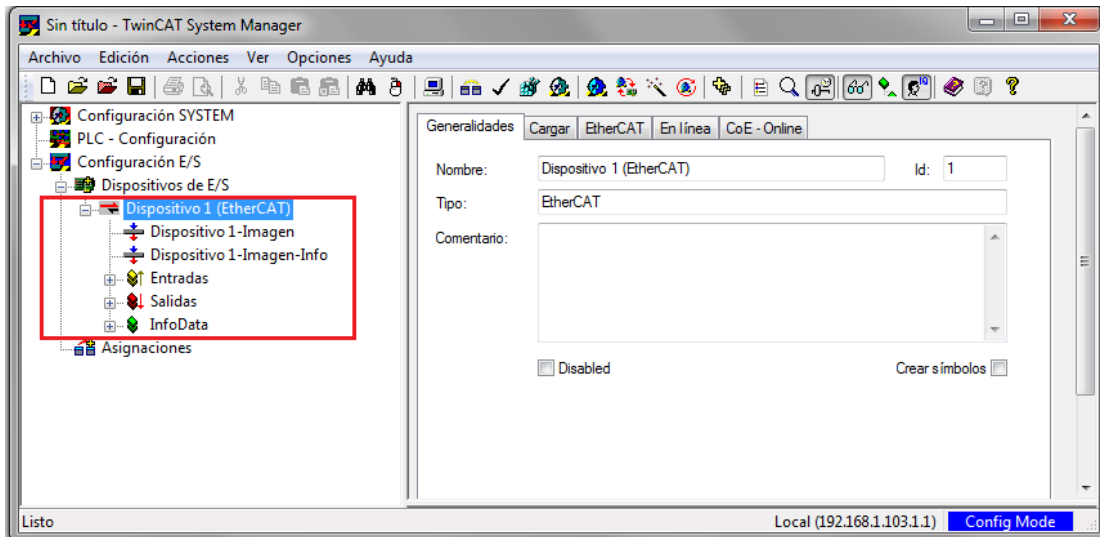 Sin título - TwinCAT System Manager
Archivo Edición Acciones Ver Opciones Ayuda
Configuración SYSTEM
PLC - Configuración
Configuración E/S
Dispositivos de E/S
Dispositivo 1 (EtherCAT)
Dispositivo 1-Imagen
Dispositivo 1-Imagen-Info
Entradas
Salidas
InfoData
Asignaciones
Generalidades Cargar EtherCAT En línea CoE - Online
Nombre: Dispositivo 1 (EtherCAT) Id: 1
Tipo: EtherCAT
Comentario:
Disabled Crear símbolos
Listo Local (192.168.1.103.1.1) Config Mode